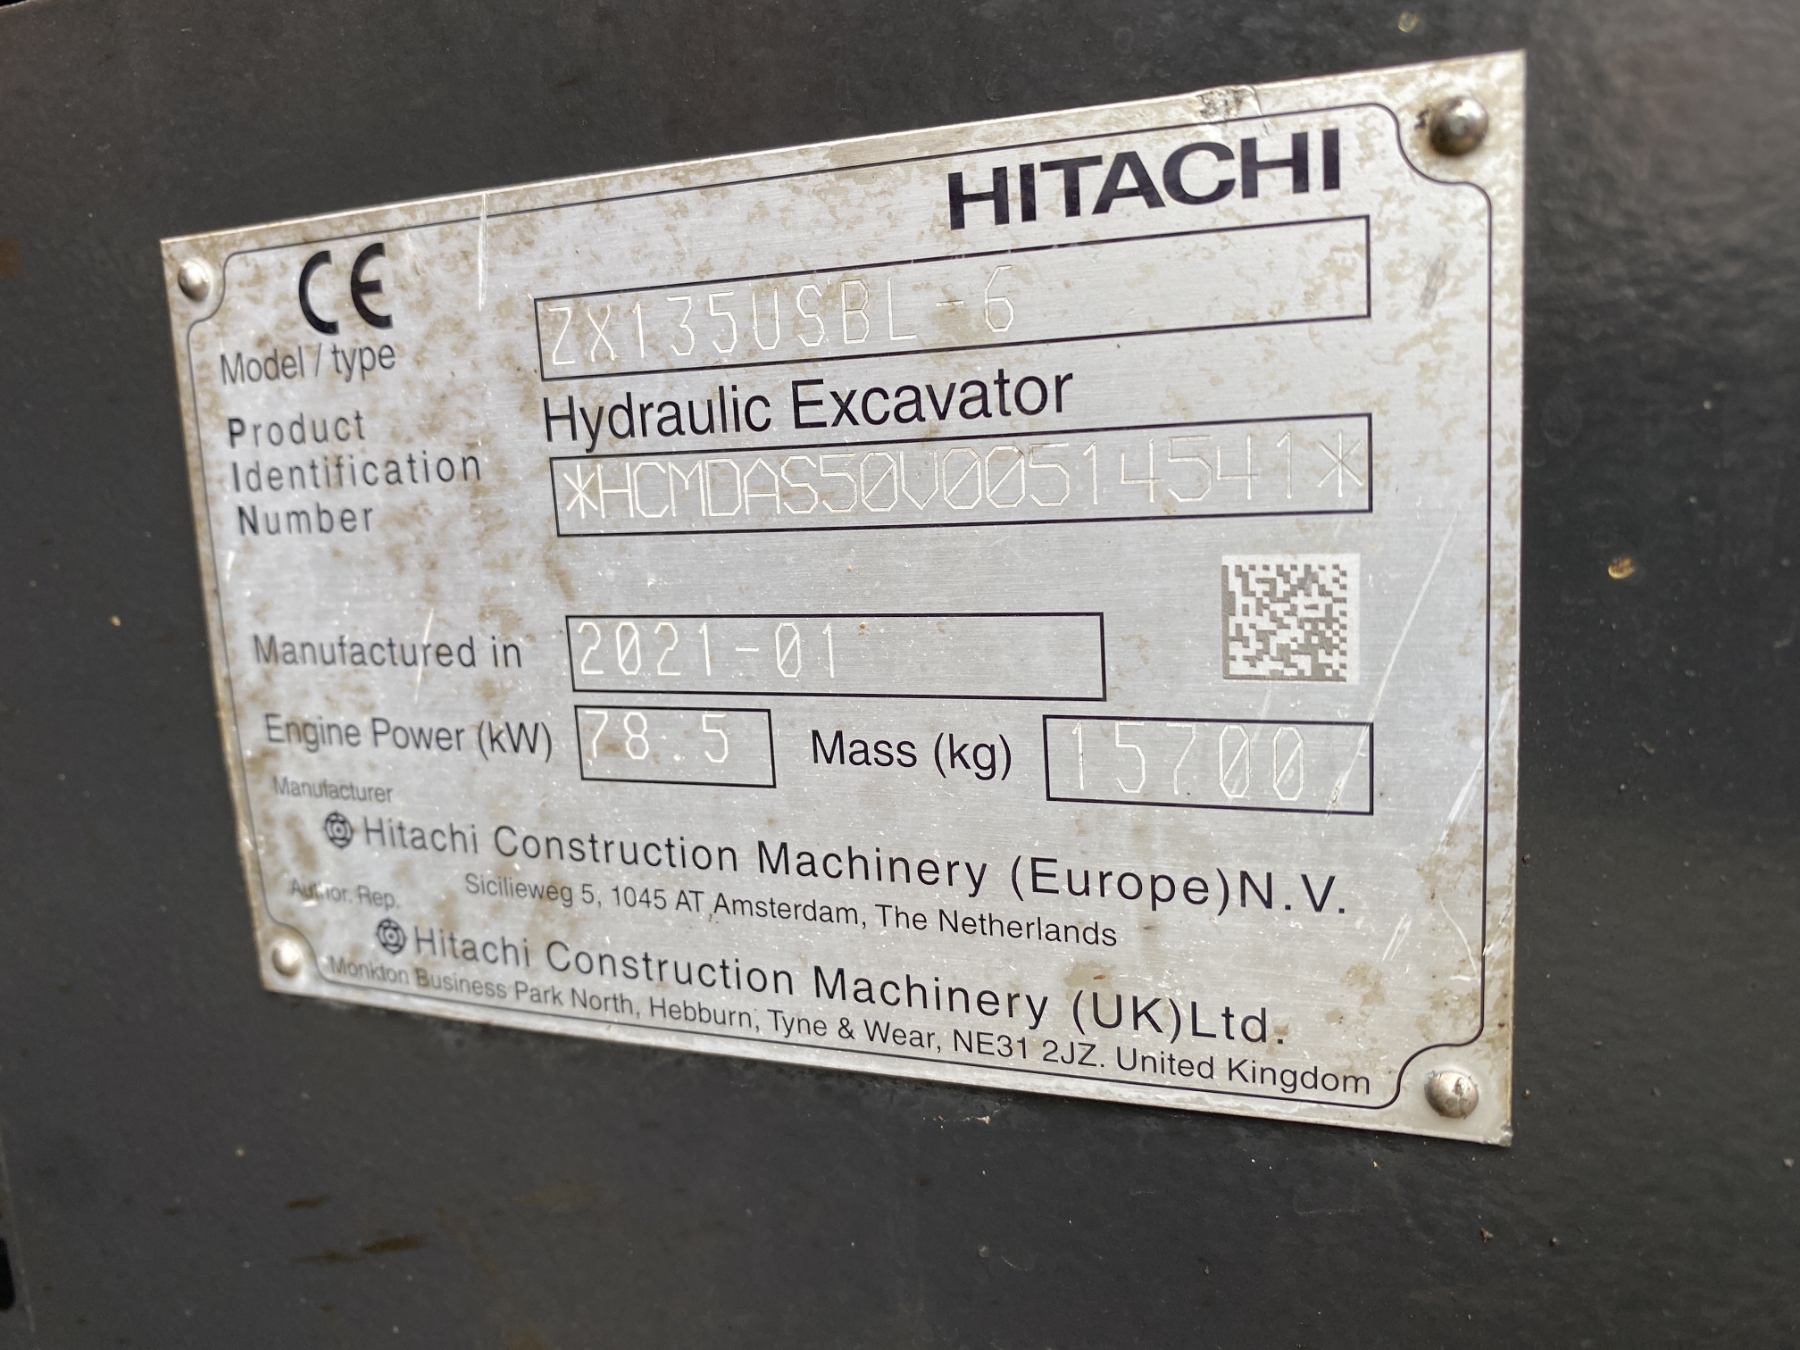 HITACHI
CE
Model / type ZX135USBL-6
Hydraulic Excavator
Product
Identification
Number *HCMDAS50V00514541*
Manufactured in 2021-01
Engine Power (kW) 78.5 Mass (kg) 15700
Manufacturer
Hitachi Construction Machinery (Europe) N.V.
Sicilieweg 5, 1045 AT Amsterdam, The Netherlands
Author. Rep.
Hitachi Construction Machinery (UK) Ltd.
Monkton Business Park North, Hebburn, Tyne & Wear, NE31 2JZ. United Kingdom